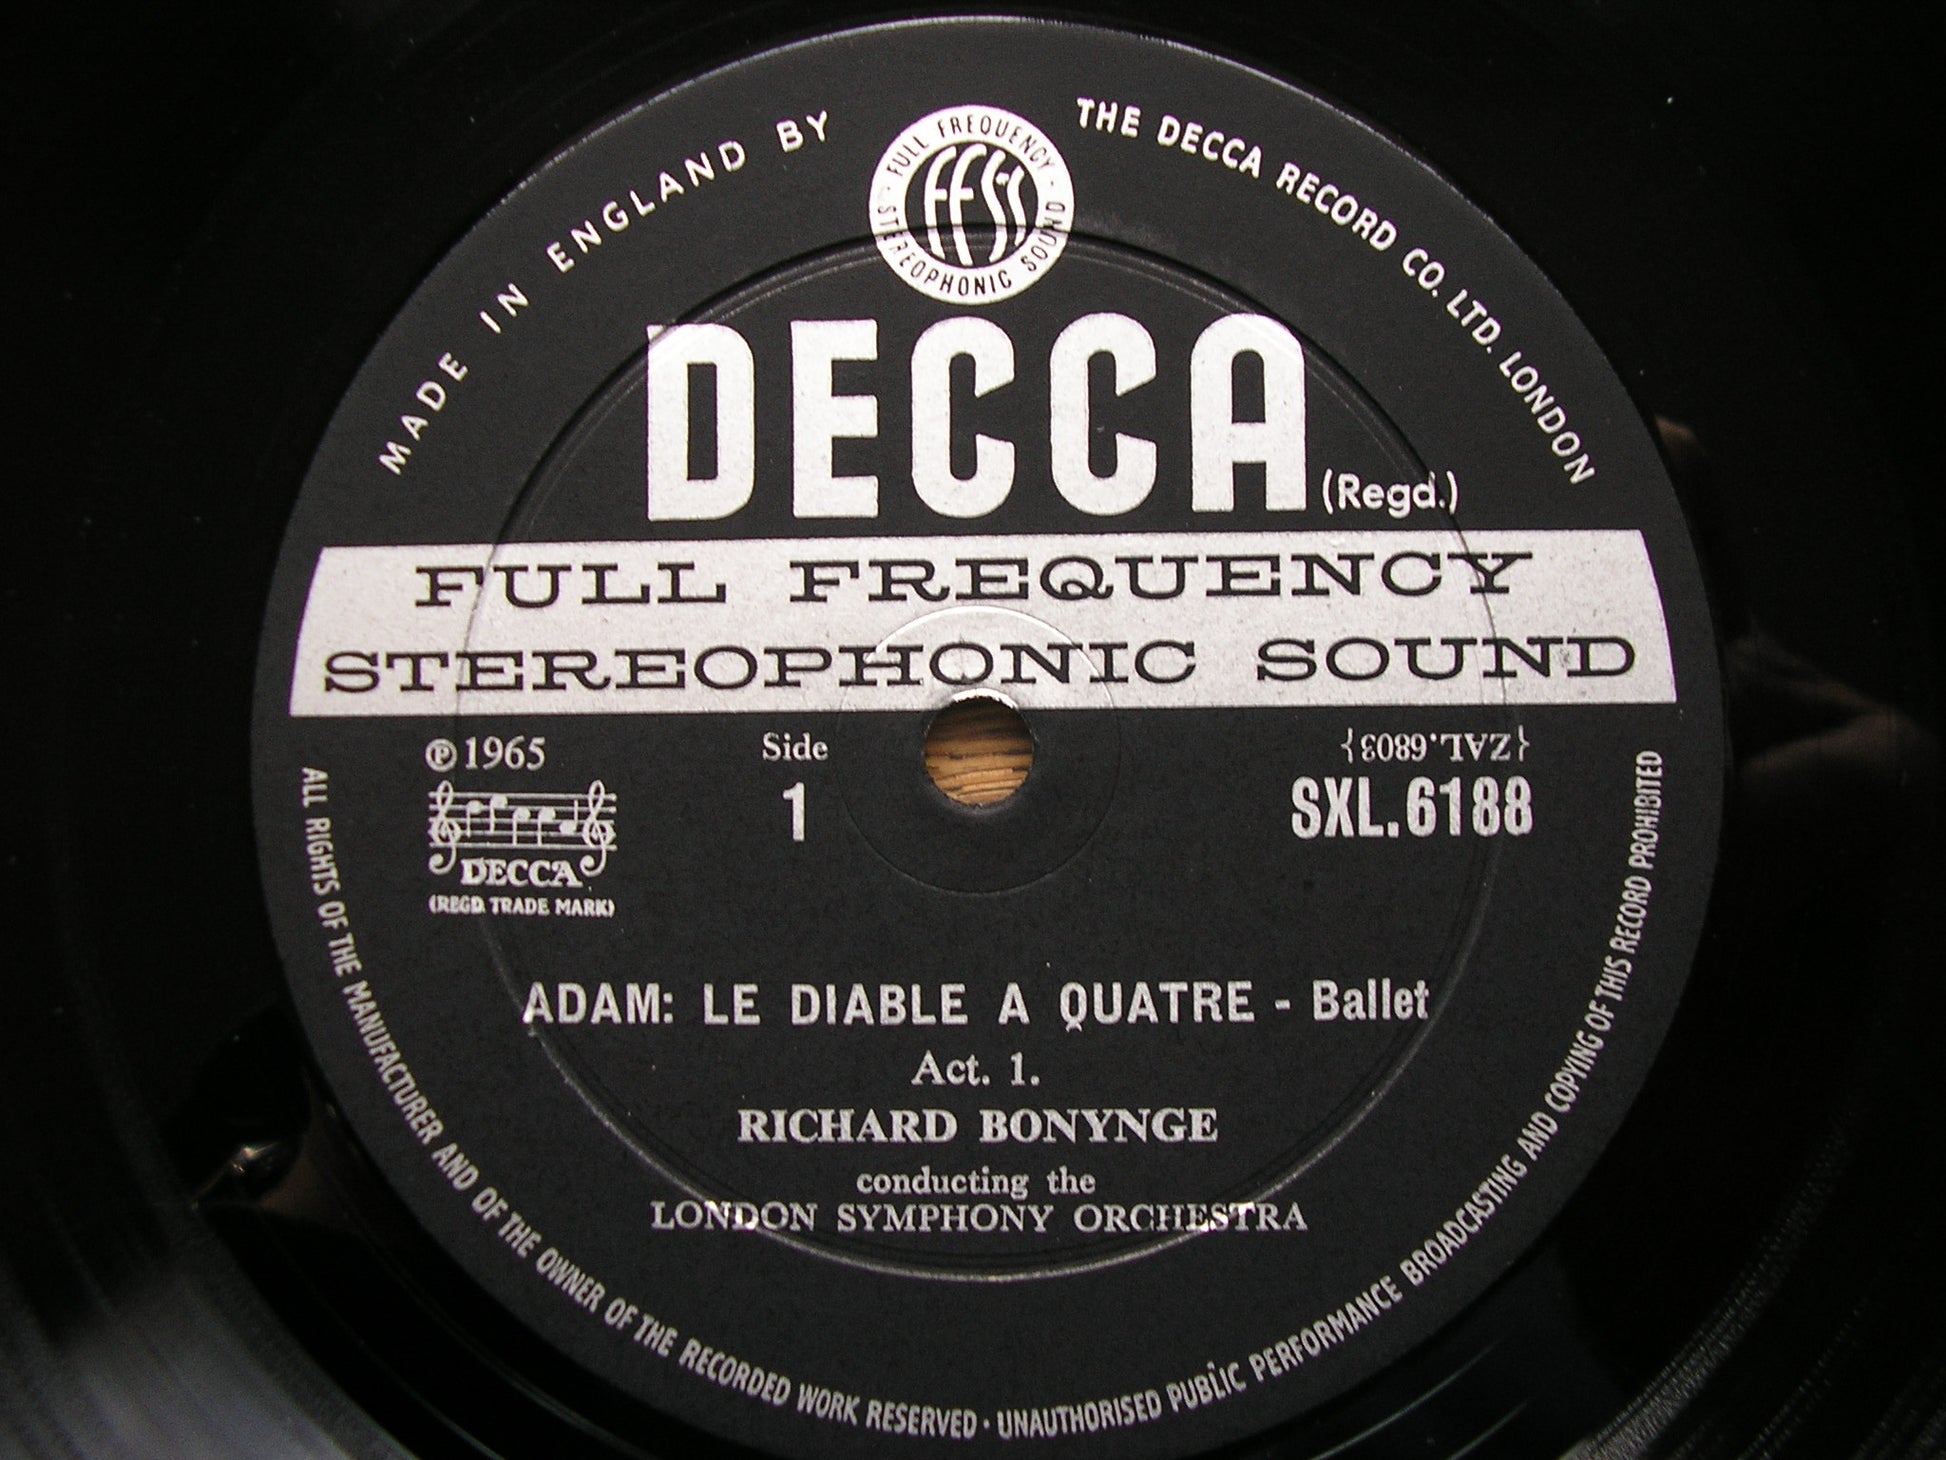 MADE IN ENGLAND BY
THE DECCA RECORD CO. LTD. LONDON
FULL FREQUENCY
STEREOPHONIC SOUND
FFSS
DECCA (Regd.)
FULL FREQUENCY
STEREOPHONIC SOUND
℗ 1965
Side
1
{ZAL.6803}
SXL.6188
DECCA
(REGD. TRADE MARK)
ADAM: LE DIABLE A QUATRE - Ballet
Act. 1.
RICHARD BONYNGE
conducting the
LONDON SYMPHONY ORCHESTRA
ALL RIGHTS OF THE MANUFACTURER AND OF THE OWNER OF THE RECORDED WORK RESERVED · UNAUTHORISED PUBLIC PERFORMANCE BROADCASTING AND COPYING OF THIS RECORD PROHIBITED